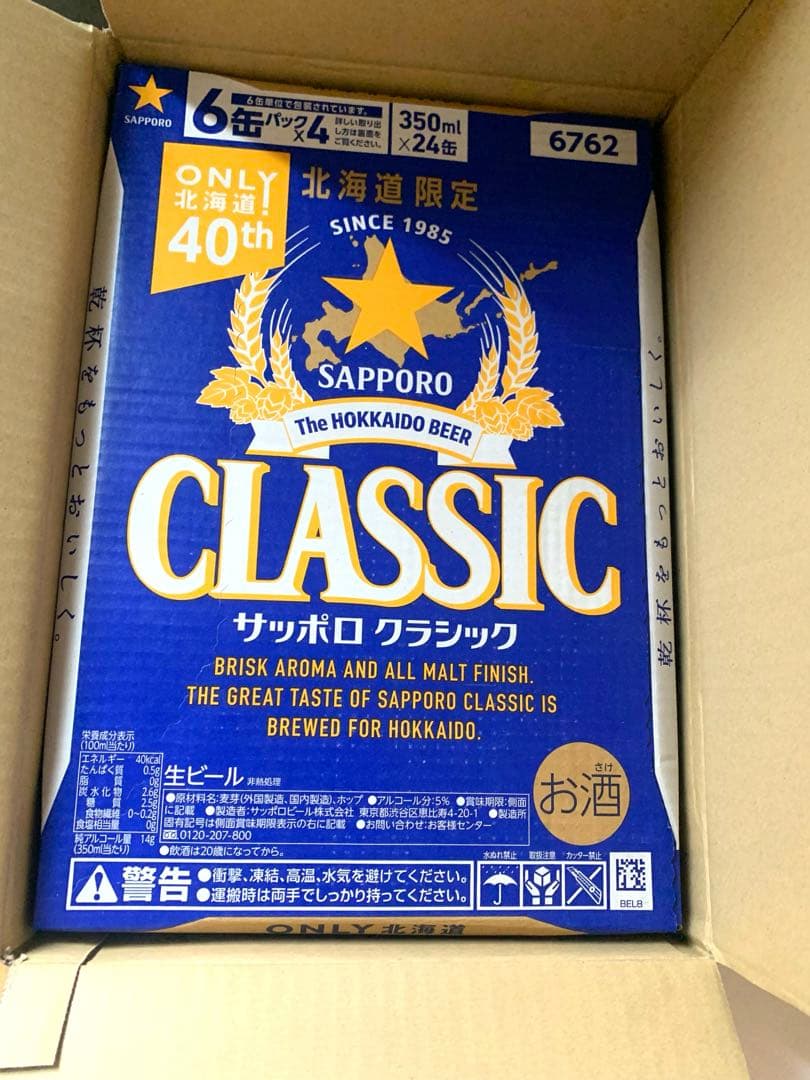 SAPPORO
6缶単位で包装されています。
6缶パック×4
詳しい取り出
し方は裏面を
ご覧ください。
350ml
×24缶
6762
ONLY
北海道!
40th
北海道限定
SINCE 1985
SAPPORO
The HOKKAIDO BEER
CLASSIC
サッポロ クラシック
BRISK AROMA AND ALL MALT FINISH.
THE GREAT TASTE OF SAPPORO CLASSIC IS
BREWED FOR HOKKAIDO.
乾杯をもっとおいしく。
乾杯をもっとおいしく。
栄養成分表示
(100ml当たり)
エネルギー 40kcal
たんぱく質 0.5g
脂質 0g
炭水化物 2.6g
糖質 2.5g
食物繊維 0~0.2g
食塩相当量 0g
純アルコール量 14g
(350ml当たり)
生ビール 非熱処理
●原材料名:麦芽(外国製造、国内製造)、ホップ ●アルコール分:5% ●賞味期限:側面
に記載 ●製造者:サッポロビール株式会社 東京都渋谷区恵比寿4-20-1 ●製造所
固有記号は側面賞味期限表示の右に記載 ●お問い合わせ:お客様センター
0120-207-800
●飲酒は20歳になってから。
さけ
お酒
警告
●衝撃、凍結、高温、水気を避けてください。
●運搬時は両手でしっかり持ってください。
水ぬれ禁止 取扱注意 カッター禁止
BEL8
ONLY 北海道